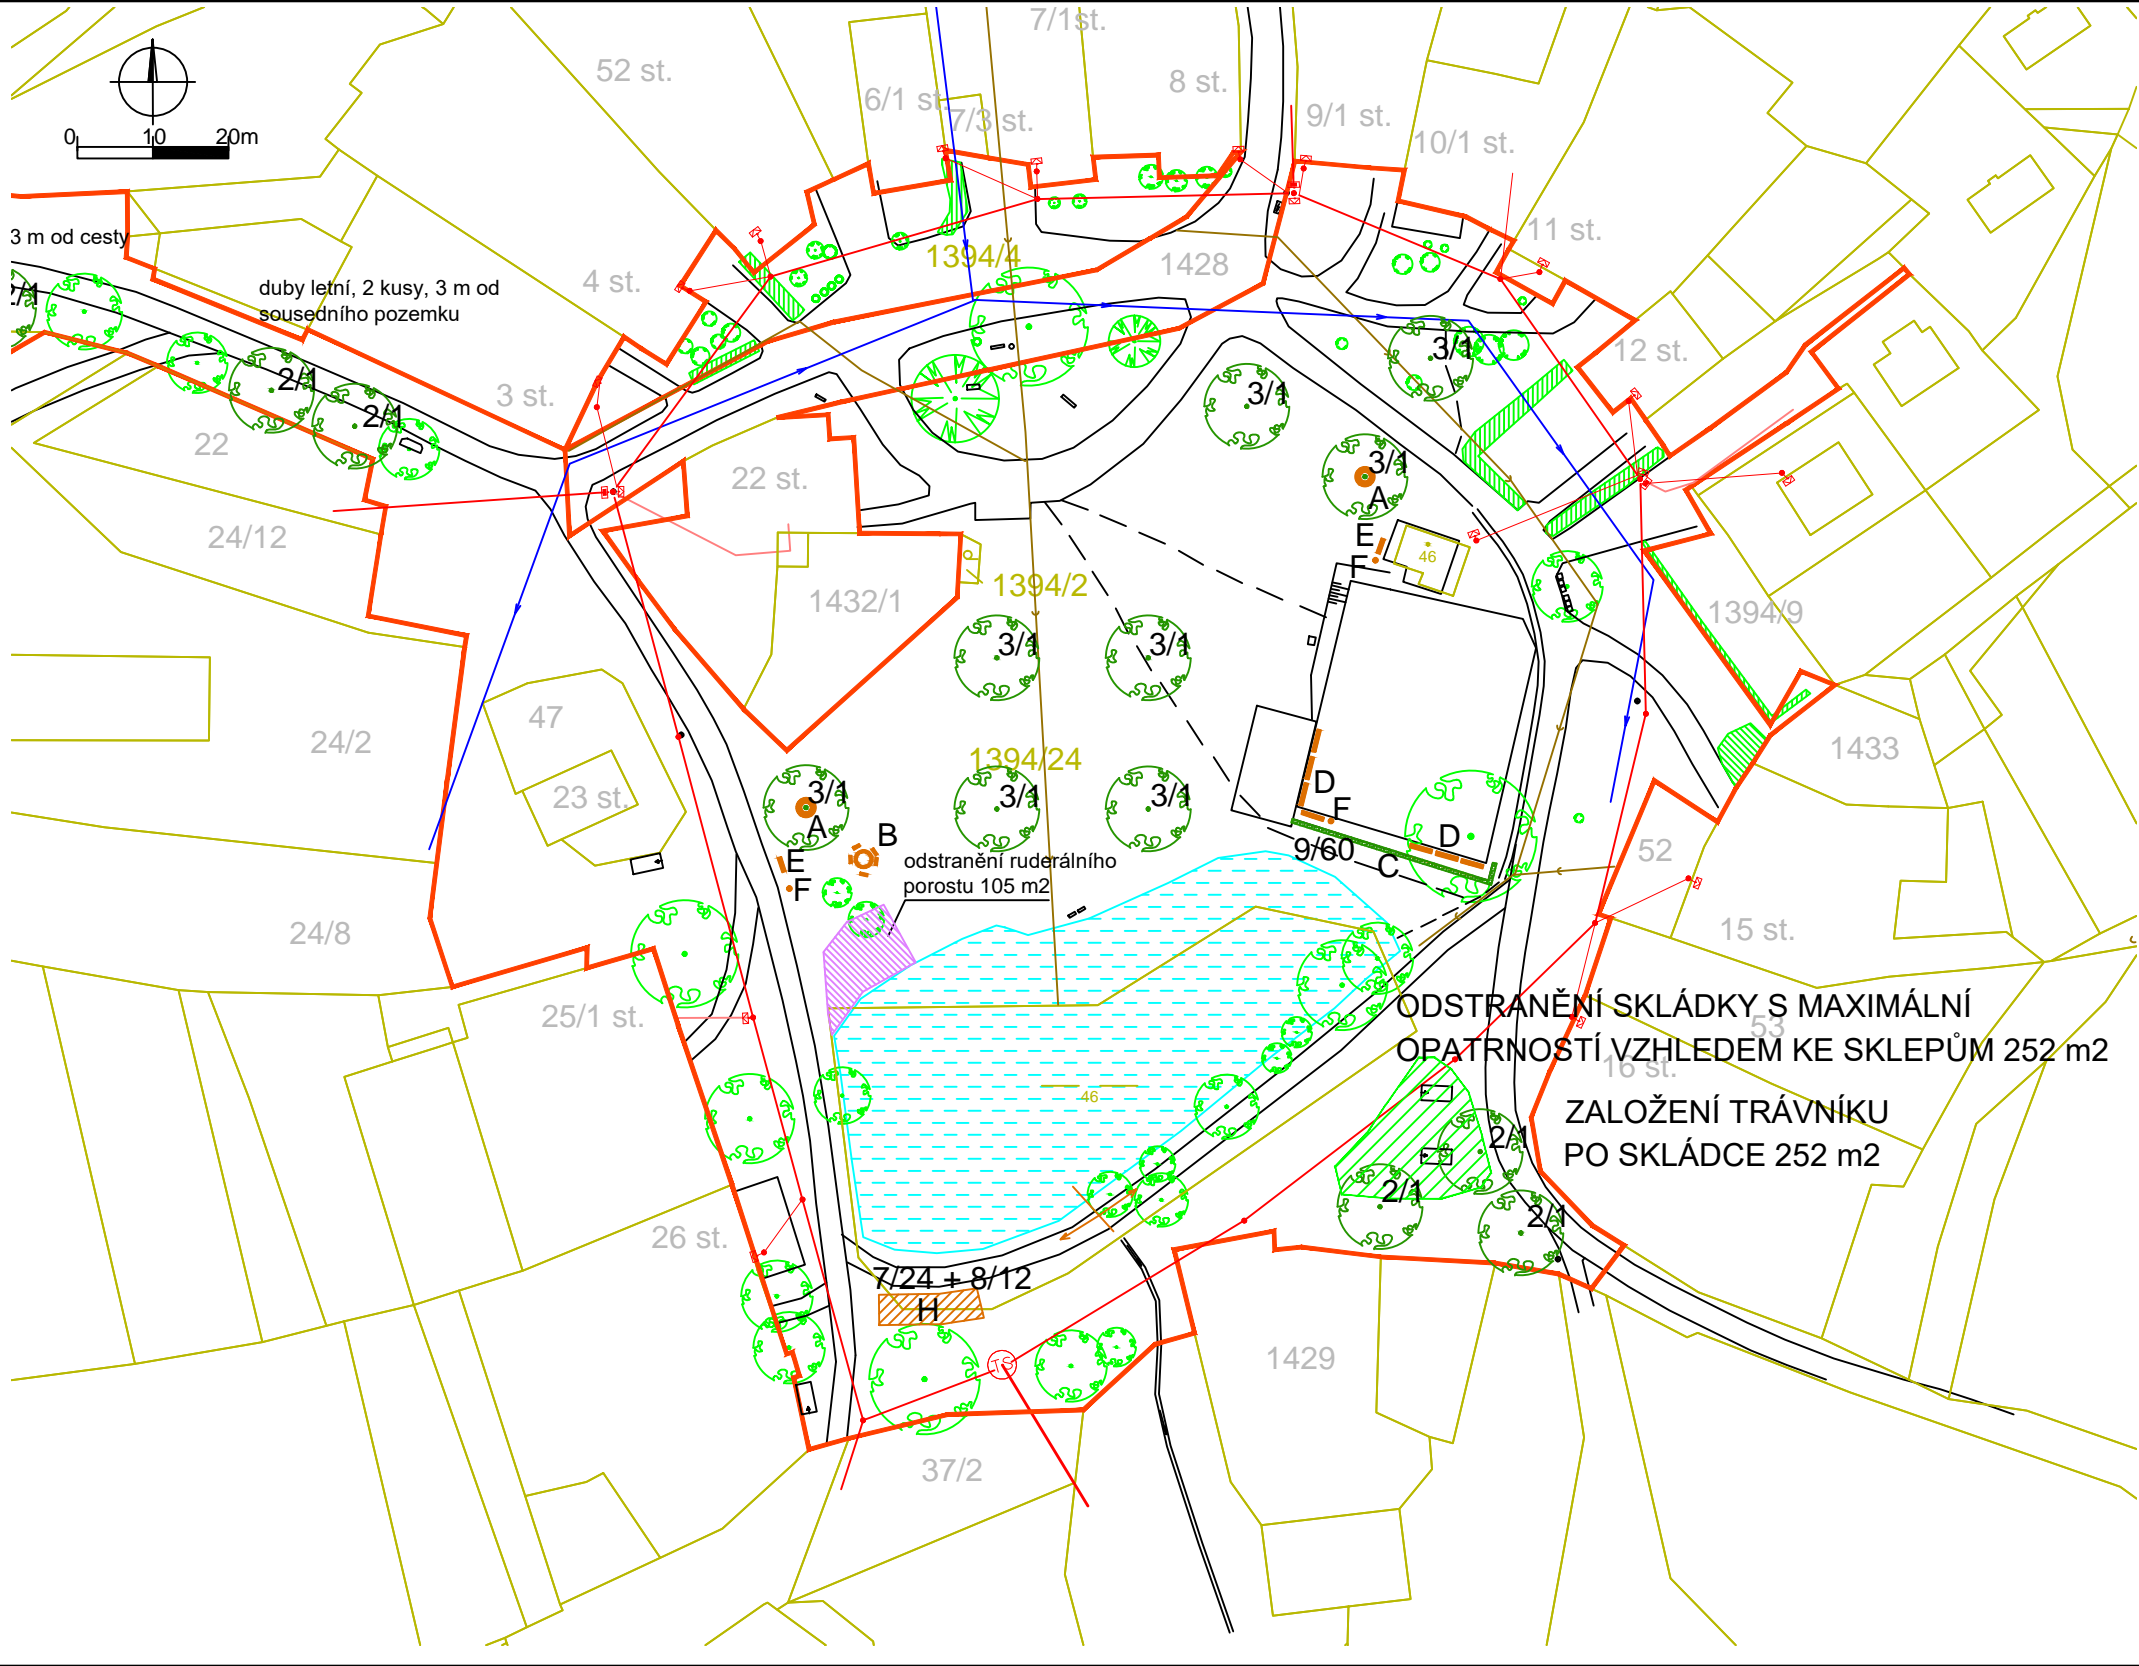 7/1st.
52 st.
8 st.
6/1 st.
7/3 st.
9/1 st.
10/1 st.
0 10 20m
11 st.
3 m od cesty
1394/4
1428
4 st.
duby letní, 2 kusy, 3 m od
sousedního pozemku
2/1
3/1
12 st.
2/1
3/1
3 st.
2/1
22
3/1
22 st.
A
24/12
E
46
F
1394/2
1432/1
1394/9
3/1
3/1
47
24/2
1433
1394/24
23 st.
3/1
3/1
3/1
D
F
A
B
D
9/60
C
52
E
F
odstranění ruderálního
porostu 105 m2
24/8
15 st.
25/1 st.
ODSTRANĚNÍ SKLÁDKY S MAXIMÁLNÍ
53
OPATRNOSTÍ VZHLEDEM KE SKLEPŮM 252 m2
16 st.
46
ZALOŽENÍ TRÁVNÍKU
2/1
PO SKLÁDCE 252 m2
2/1
2/1
26 st.
7/24 + 8/12
H
TS
1429
37/2